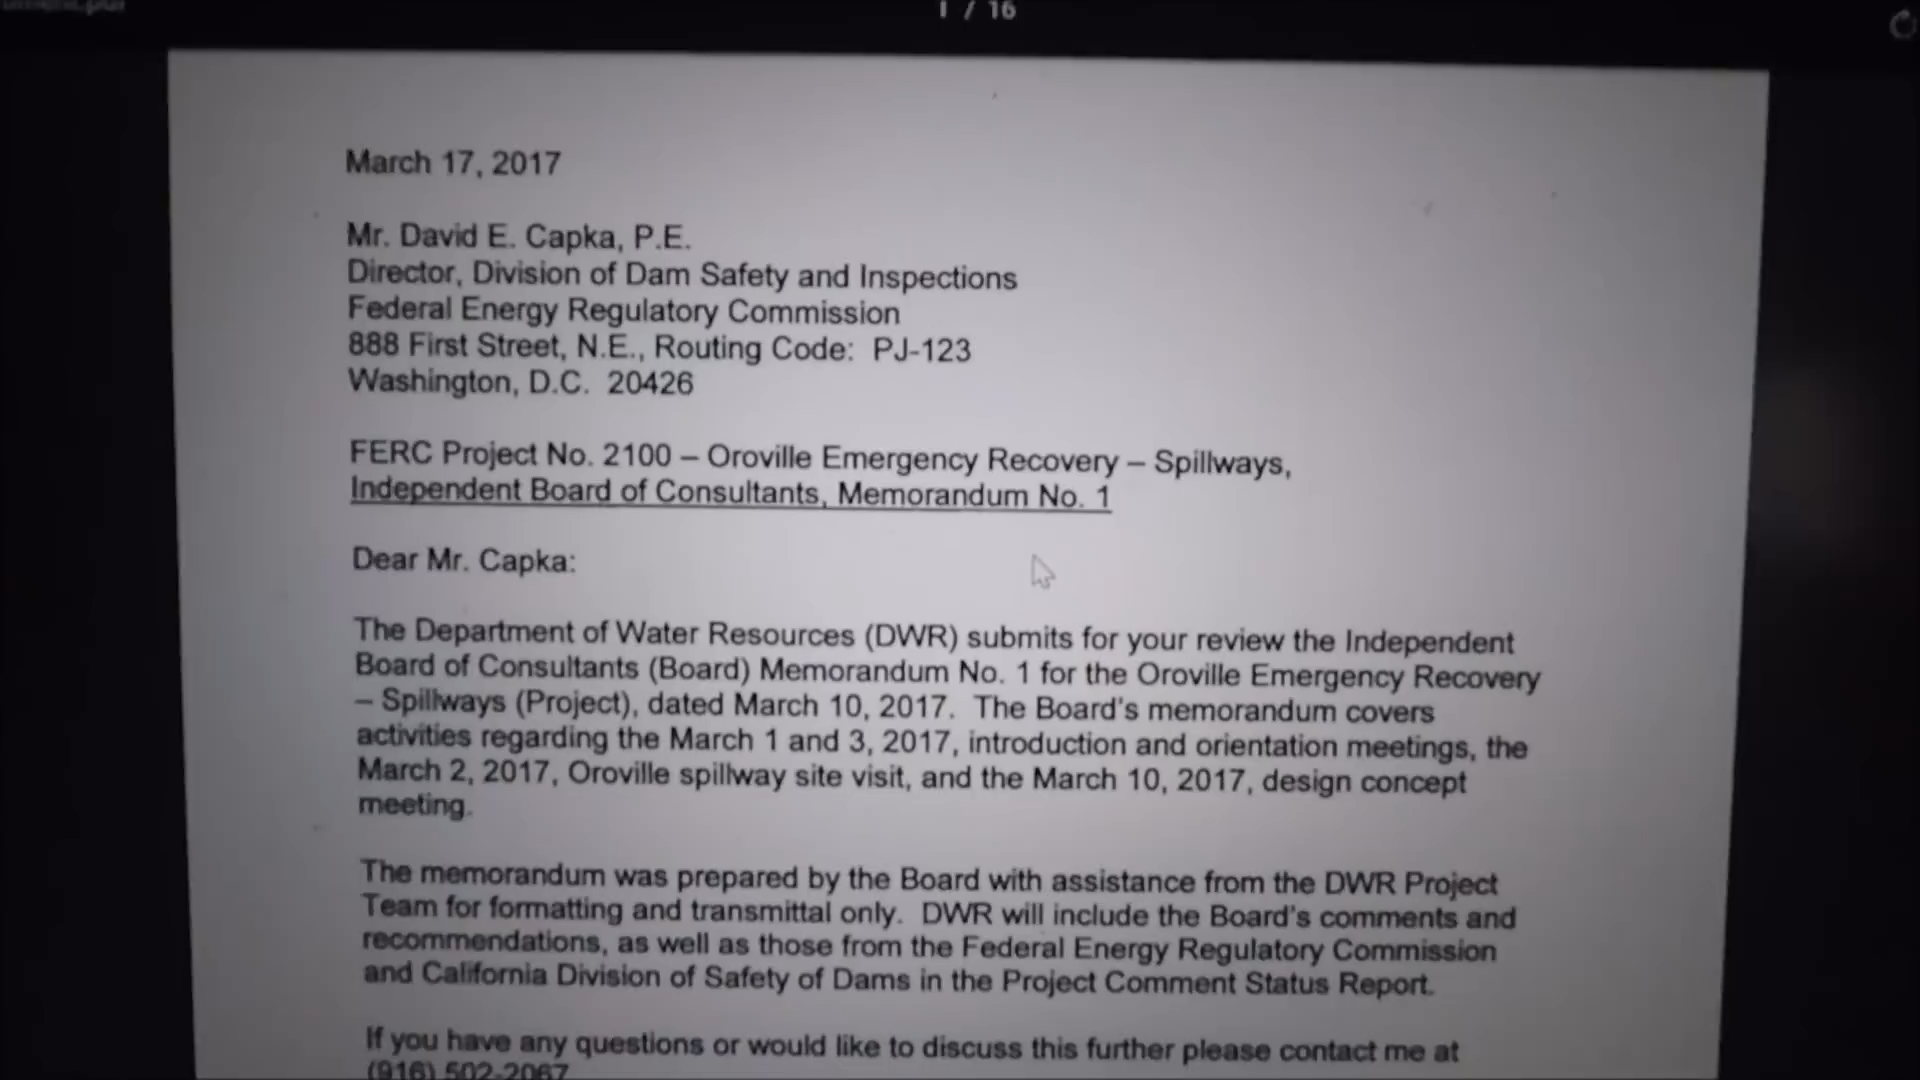 1 / 16
March 17, 2017
Mr. David E. Capka, P.E.
Director, Division of Dam Safety and Inspections
Federal Energy Regulatory Commission
888 First Street, N.E., Routing Code: PJ-123
Washington, D.C. 20426
FERC Project No. 2100 – Oroville Emergency Recovery – Spillways,
Independent Board of Consultants, Memorandum No. 1
Dear Mr. Capka:
The Department of Water Resources (DWR) submits for your review the Independent
Board of Consultants (Board) Memorandum No. 1 for the Oroville Emergency Recovery
– Spillways (Project), dated March 10, 2017. The Board's memorandum covers
activities regarding the March 1 and 3, 2017, introduction and orientation meetings, the
March 2, 2017, Oroville spillway site visit, and the March 10, 2017, design concept
meeting.
The memorandum was prepared by the Board with assistance from the DWR Project
Team for formatting and transmittal only. DWR will include the Board's comments and
recommendations, as well as those from the Federal Energy Regulatory Commission
and California Division of Safety of Dams in the Project Comment Status Report.
If you have any questions or would like to discuss this further please contact me at
(916) 502-2067